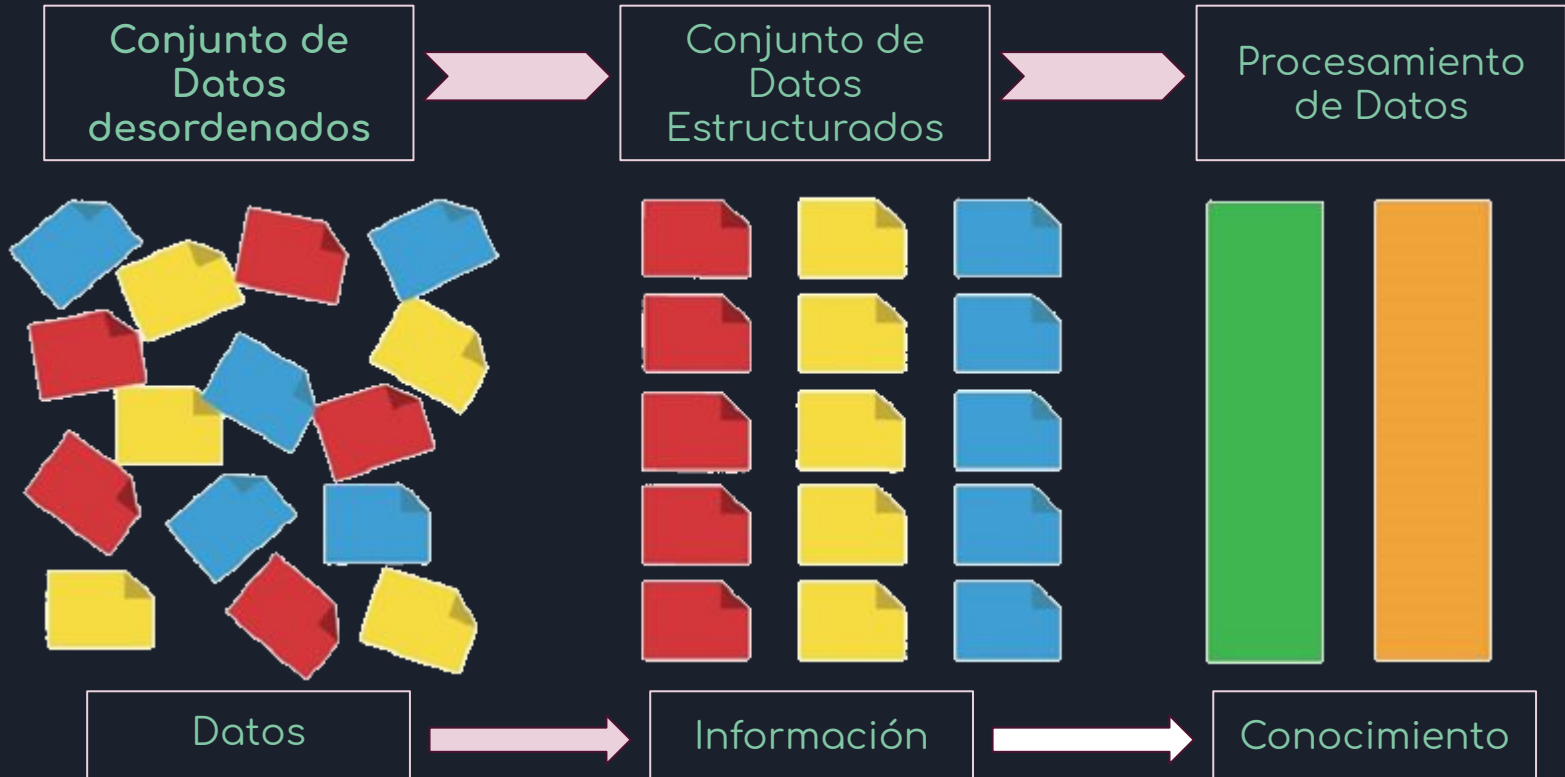 Conjunto de
Datos
desordenados
Conjunto de
Datos
Estructurados
Procesamiento
de Datos
Datos
Información
Conocimiento